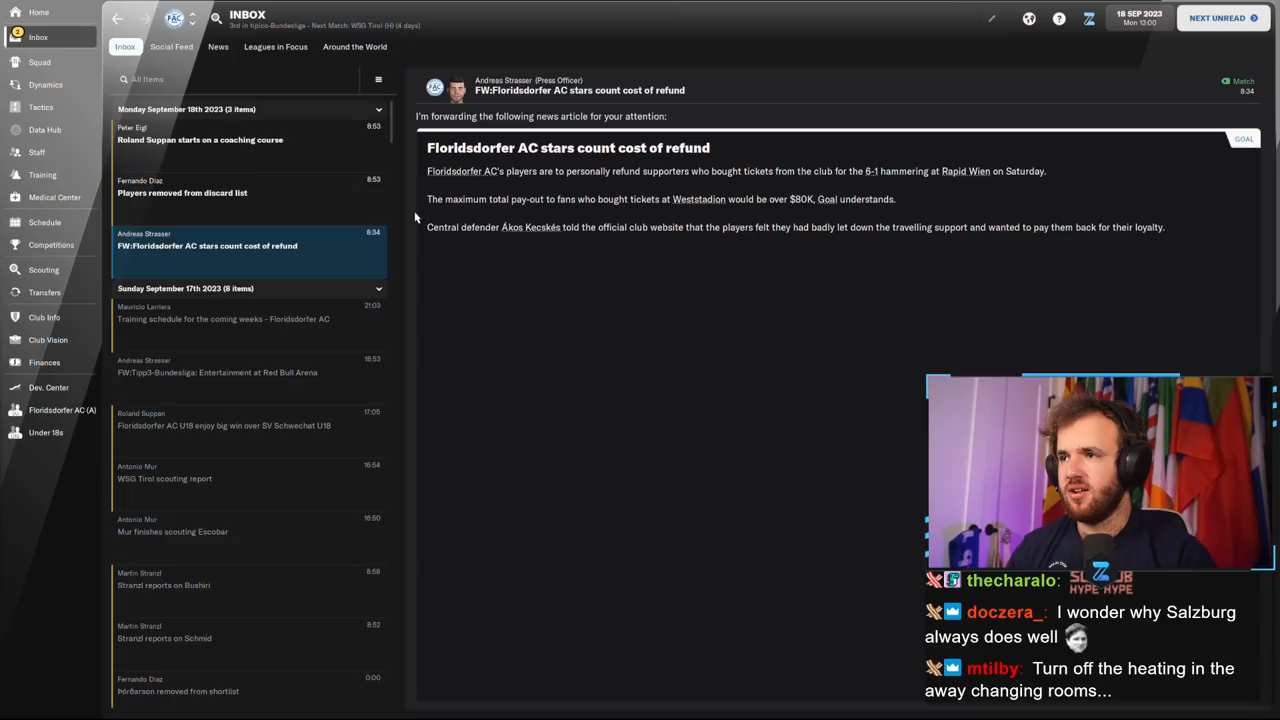 Home
2
Inbox
Squad
Dynamics
Tactics
Data Hub
Staff
Training
Medical Center
Schedule
Competitions
Scouting
Transfers
Club Info
Club Vision
Finances
Dev. Center
Floridsdorfer AC (A)
Under 18s
FAC
INBOX
3rd in tipico-Bundesliga - Next Match: WSG Tirol (H) (4 days)
18 SEP 2023
Mon 13:00
NEXT UNREAD
Inbox
Social Feed
News
Leagues in Focus
Around the World
All Items
Monday September 18th 2023 (3 items)
Peter Eigl
8:53
Roland Suppan starts on a coaching course
Fernando Diaz
8:53
Players removed from discard list
Andreas Strasser
8:34
FW:Floridsdorfer AC stars count cost of refund
Sunday September 17th 2023 (8 items)
Mauricio Larriera
21:03
Training schedule for the coming weeks - Floridsdorfer AC
Andreas Strasser
18:53
FW:Tipp3-Bundesliga: Entertainment at Red Bull Arena
Roland Suppan
17:05
Floridsdorfer AC U18 enjoy big win over SV Schwechat U18
Antonio Mur
16:54
WSG Tirol scouting report
Antonio Mur
16:50
Mur finishes scouting Escobar
Martin Stranzl
8:58
Stranzl reports on Bushiri
Martin Stranzl
8:52
Stranzl reports on Schmid
Fernando Diaz
0:00
Þórðarson removed from shortlist
FAC
Andreas Strasser (Press Officer)
FW:Floridsdorfer AC stars count cost of refund
Match
8:34
I'm forwarding the following news article for your attention:
Floridsdorfer AC stars count cost of refund
GOAL
Floridsdorfer AC's players are to personally refund supporters who bought tickets from the club for the 6-1 hammering at Rapid Wien on Saturday.
The maximum total pay-out to fans who bought tickets at Weststadion would be over $80K, Goal understands.
Central defender Ákos Kecskés told the official club website that the players felt they had badly let down the travelling support and wanted to pay them back for their loyalty.
thecharalo:
HYPE HYPE
doczera_: I wonder why Salzburg
always does well
mtilby: Turn off the heating in the
away changing rooms...